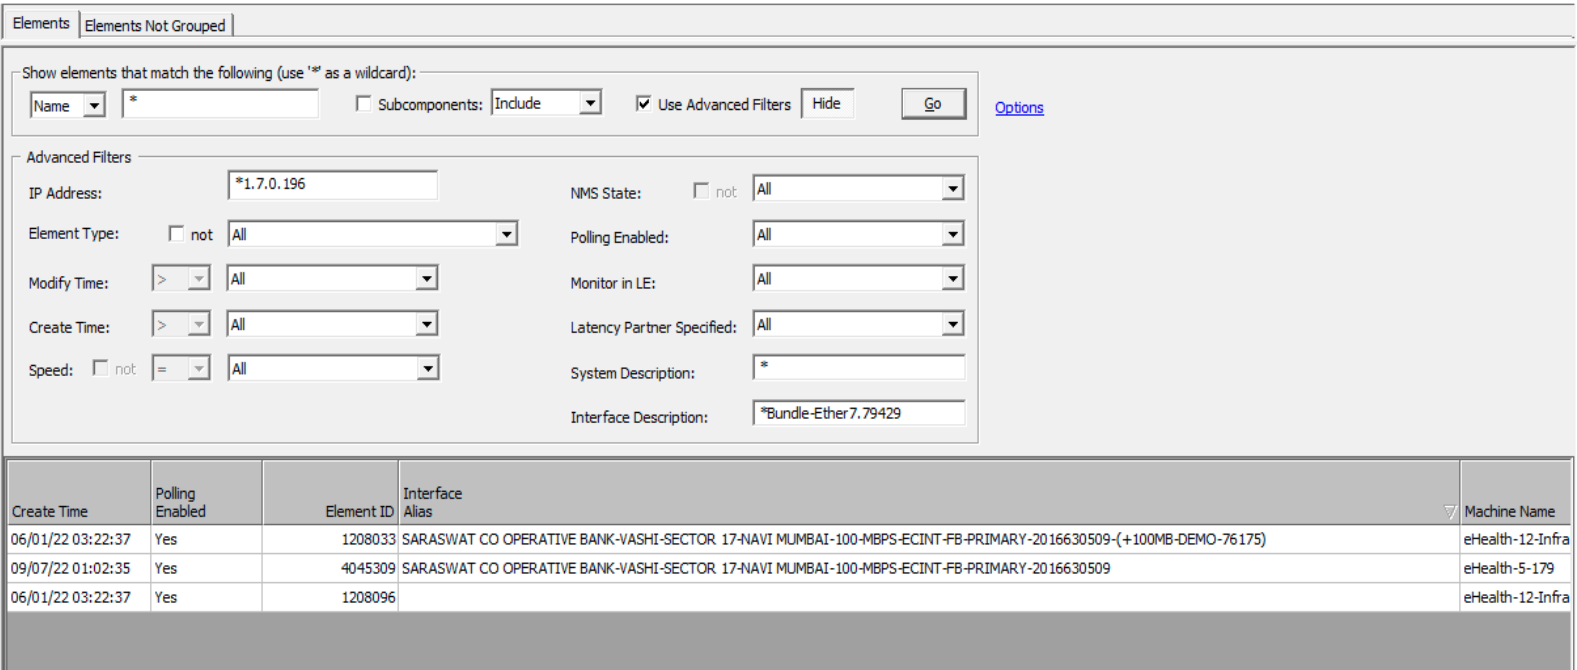 Elements Elements Not Grouped
Show elements that match the following (use '*' as a wildcard):
Name * Subcomponents: Include Use Advanced Filters Hide Go Options
Advanced Filters
IP Address: *1.7.0.196 NMS State: not All
Element Type: not All Polling Enabled: All
Modify Time: > All Monitor in LE: All
Create Time: > All Latency Partner Specified: All
Speed: not = All System Description: *
Interface Description: *Bundle-Ether7.79429
Polling Interface
Create Time Enabled Element ID Alias Machine Name
06/01/22 03:22:37 Yes 1208033 SARASWAT CO OPERATIVE BANK-VASHI-SECTOR 17-NAVI MUMBAI-100-MBPS-ECINT-FB-PRIMARY-2016630509-(+100MB-DEMO-76175) eHealth-12-Infra
09/07/22 01:02:35 Yes 4045309 SARASWAT CO OPERATIVE BANK-VASHI-SECTOR 17-NAVI MUMBAI-100-MBPS-ECINT-FB-PRIMARY-2016630509 eHealth-5-179
06/01/22 03:22:37 Yes 1208096 eHealth-12-Infra